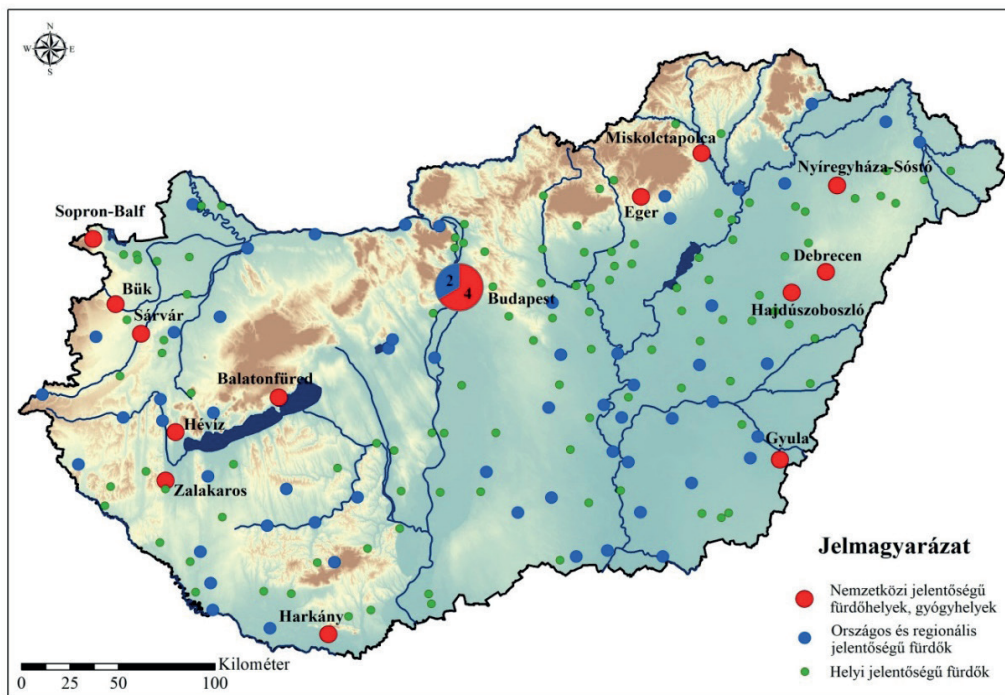 N
W E
S
Miskolctapolca
Nyíregyháza-Sóstó
Eger
Sopron-Balf
Debrecen
2
4
Budapest
Bük
Hajdúszoboszló
Sárvár
Balatonfüred
Hévíz
Gyula
Zalakaros
Harkány
Jelmagyarázat
Nemzetközi jelentőségű
fürdőhelyek, gyógyhelyek
Országos és regionális
jelentőségű fürdők
Helyi jelentőségű fürdők
Kilométer
0 25 50 100